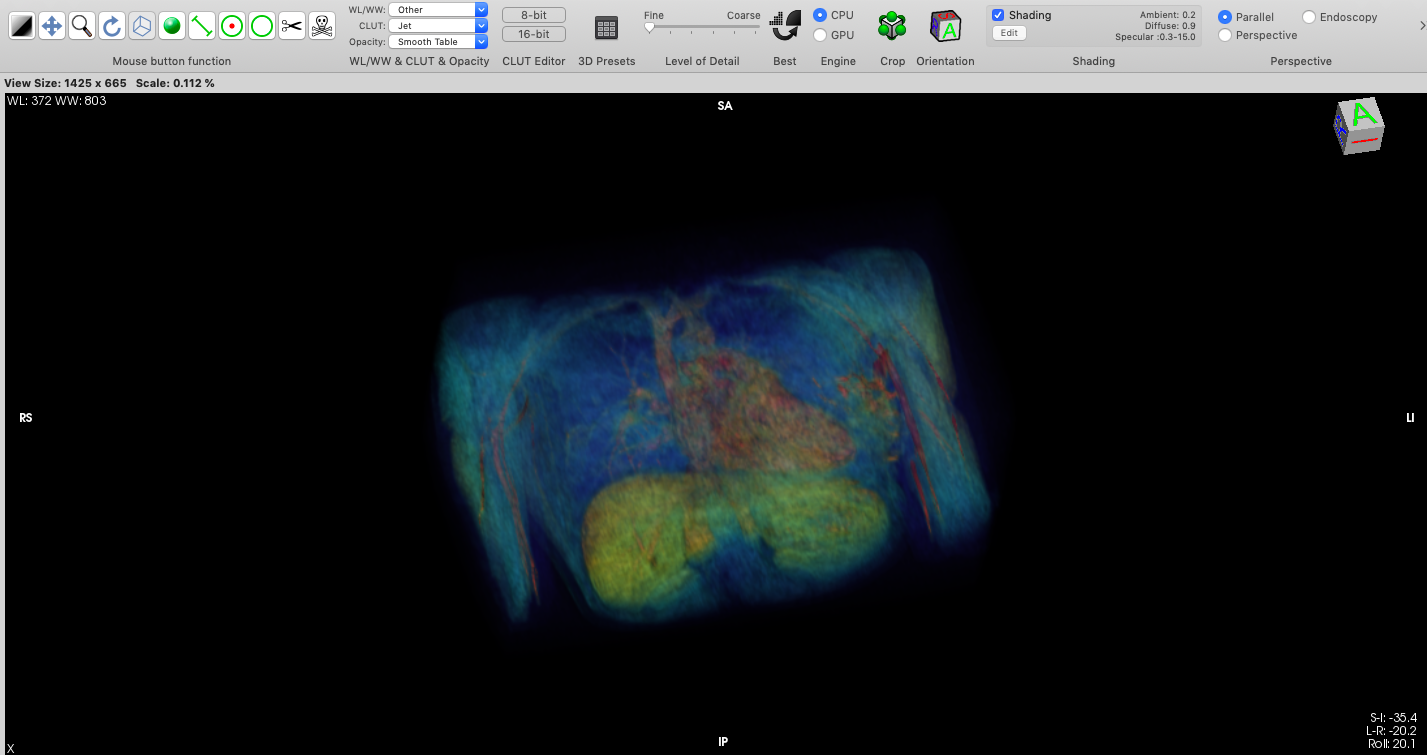 WL/WW: Other
CLUT: Jet
Opacity: Smooth Table
8-bit
16-bit
Fine Coarse
CPU
GPU
Shading
Edit
Ambient: 0.2
Diffuse: 0.9
Specular :0.3-15.0
Parallel
Perspective
Endoscopy
Mouse button function
WL/WW & CLUT & Opacity
CLUT Editor
3D Presets
Level of Detail
Best
Engine
Crop
Orientation
Shading
Perspective
View Size: 1425 x 665 Scale: 0.112 %
WL: 372 WW: 803
SA
A
I
RS
LI
S-I: -35.4
L-R: -20.2
Roll: 20.1
X
IP